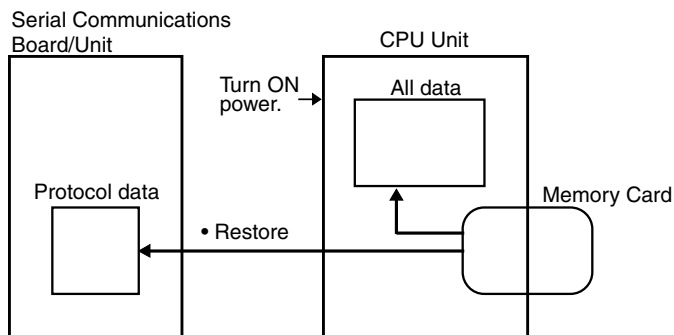 Serial Communications
Board/Unit
CPU Unit
Turn ON
power.
All data
Protocol data
Memory Card
• Restore